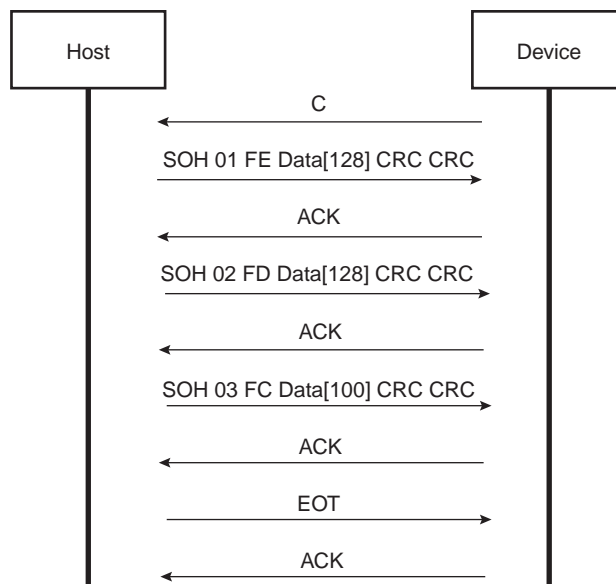 Host
Device
C
SOH 01 FE Data[128] CRC CRC
ACK
SOH 02 FD Data[128] CRC CRC
ACK
SOH 03 FC Data[100] CRC CRC
ACK
EOT
ACK